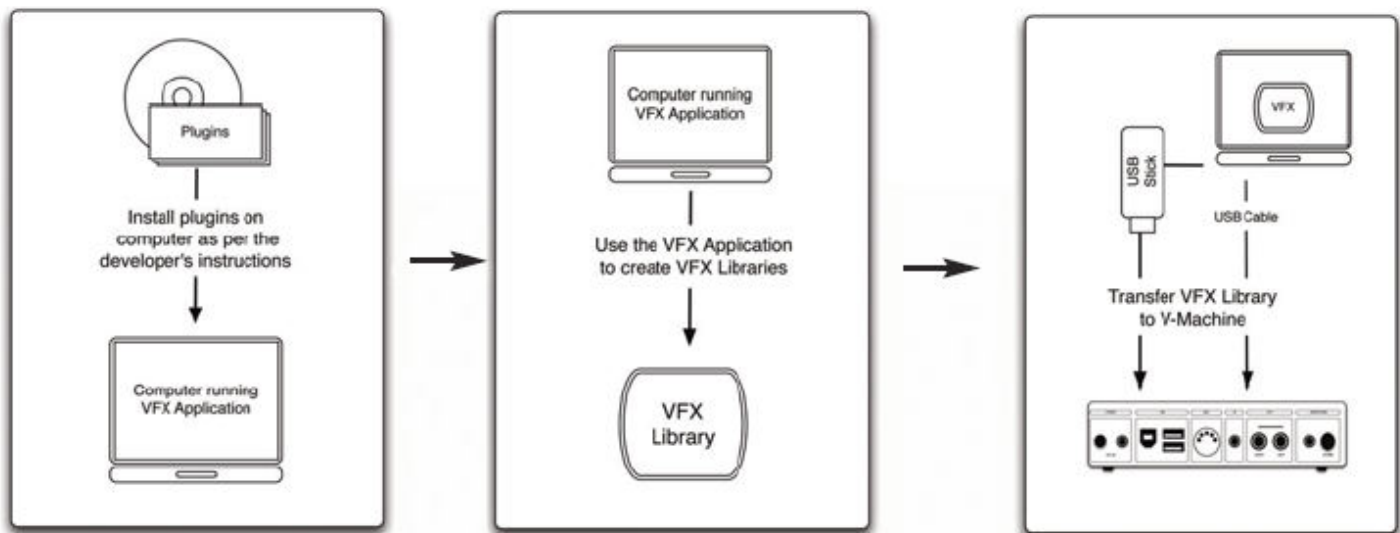 Plugins
Install plugins on
computer as per the
developer's instructions
Computer running
VFX Application
Computer running
VFX Application
Use the VFX Application
to create VFX Libraries
VFX
Library
VFX
USB
Stick
USB Cable
Transfer VFX Library
to V-Machine